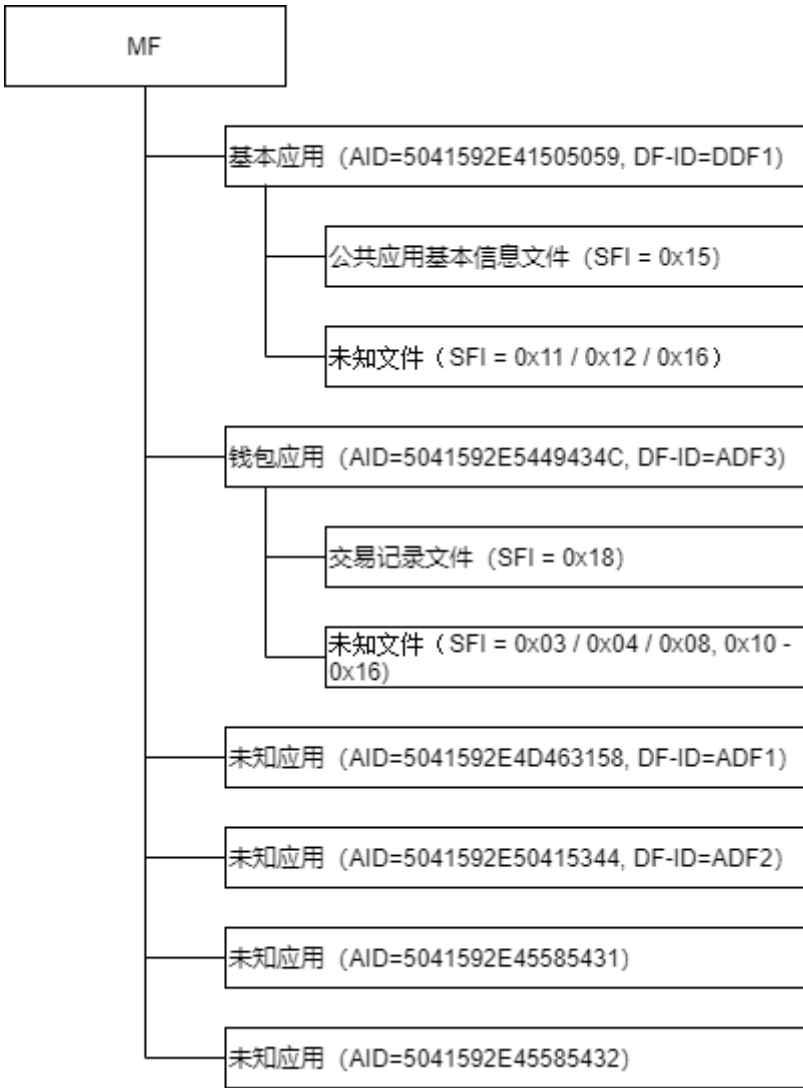 MF
基本应用（AID=5041592E41505059, DF-ID=DDF1）
公共应用基本信息文件（SFI = 0x15）
未知文件（SFI = 0x11 / 0x12 / 0x16）
钱包应用（AID=5041592E5449434C, DF-ID=ADF3）
交易记录文件（SFI = 0x18）
未知文件（SFI = 0x03 / 0x04 / 0x08, 0x10 -
0x16)
未知应用（AID=5041592E4D463158, DF-ID=ADF1）
未知应用（AID=5041592E50415344, DF-ID=ADF2）
未知应用（AID=5041592E45585431）
未知应用（AID=5041592E45585432）